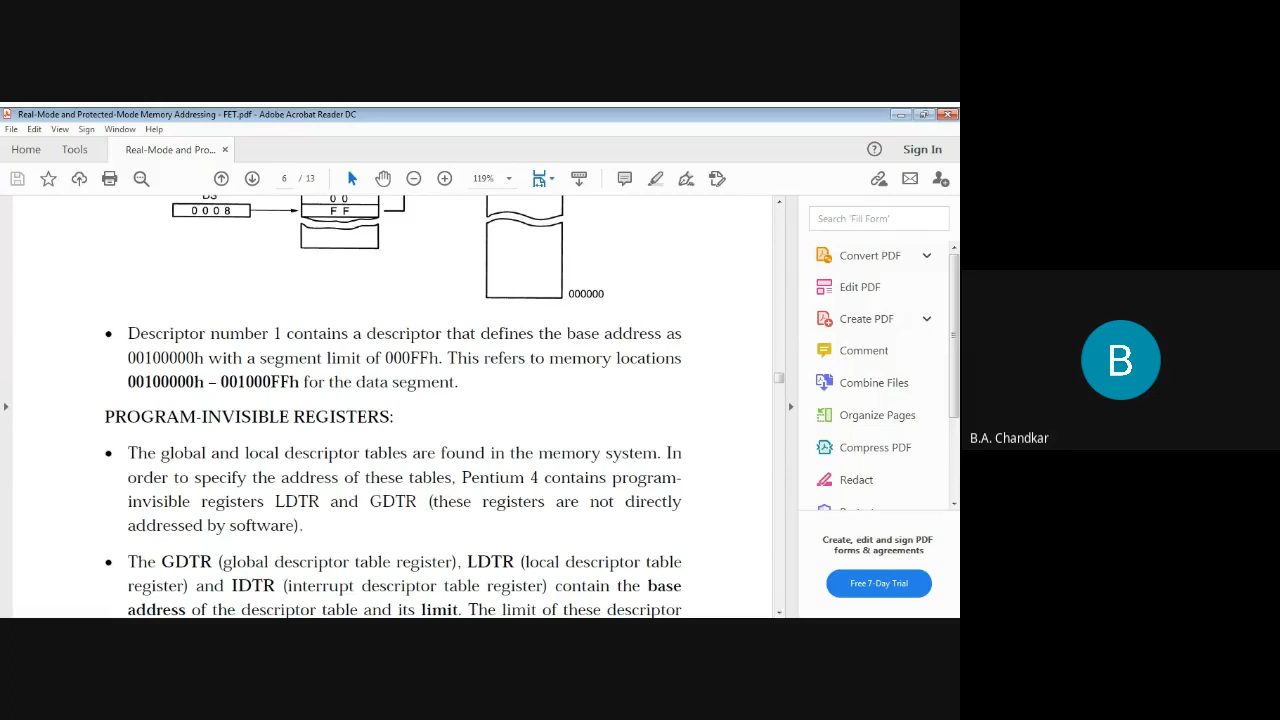 Real-Mode and Protected-Mode Memory Addressing - FET.pdf - Adobe Acrobat Reader DC
File Edit View Sign Window Help
Home Tools Real-Mode and Pro... × Sign In
6 / 13 119%
DS
0 0 0 8
0 0
F F
000000
• Descriptor number 1 contains a descriptor that defines the base address as
00100000h with a segment limit of 000FFh. This refers to memory locations
00100000h – 001000FFh for the data segment.
PROGRAM-INVISIBLE REGISTERS:
• The global and local descriptor tables are found in the memory system. In
order to specify the address of these tables, Pentium 4 contains program-
invisible registers LDTR and GDTR (these registers are not directly
addressed by software).
• The GDTR (global descriptor table register), LDTR (local descriptor table
register) and IDTR (interrupt descriptor table register) contain the base
address of the descriptor table and its limit. The limit of these descriptor
Search 'Fill Form'
Convert PDF
Edit PDF
Create PDF
Comment
Combine Files
Organize Pages
Compress PDF
Redact
Create, edit and sign PDF
forms & agreements
Free 7-Day Trial
B
B.A. Chandkar